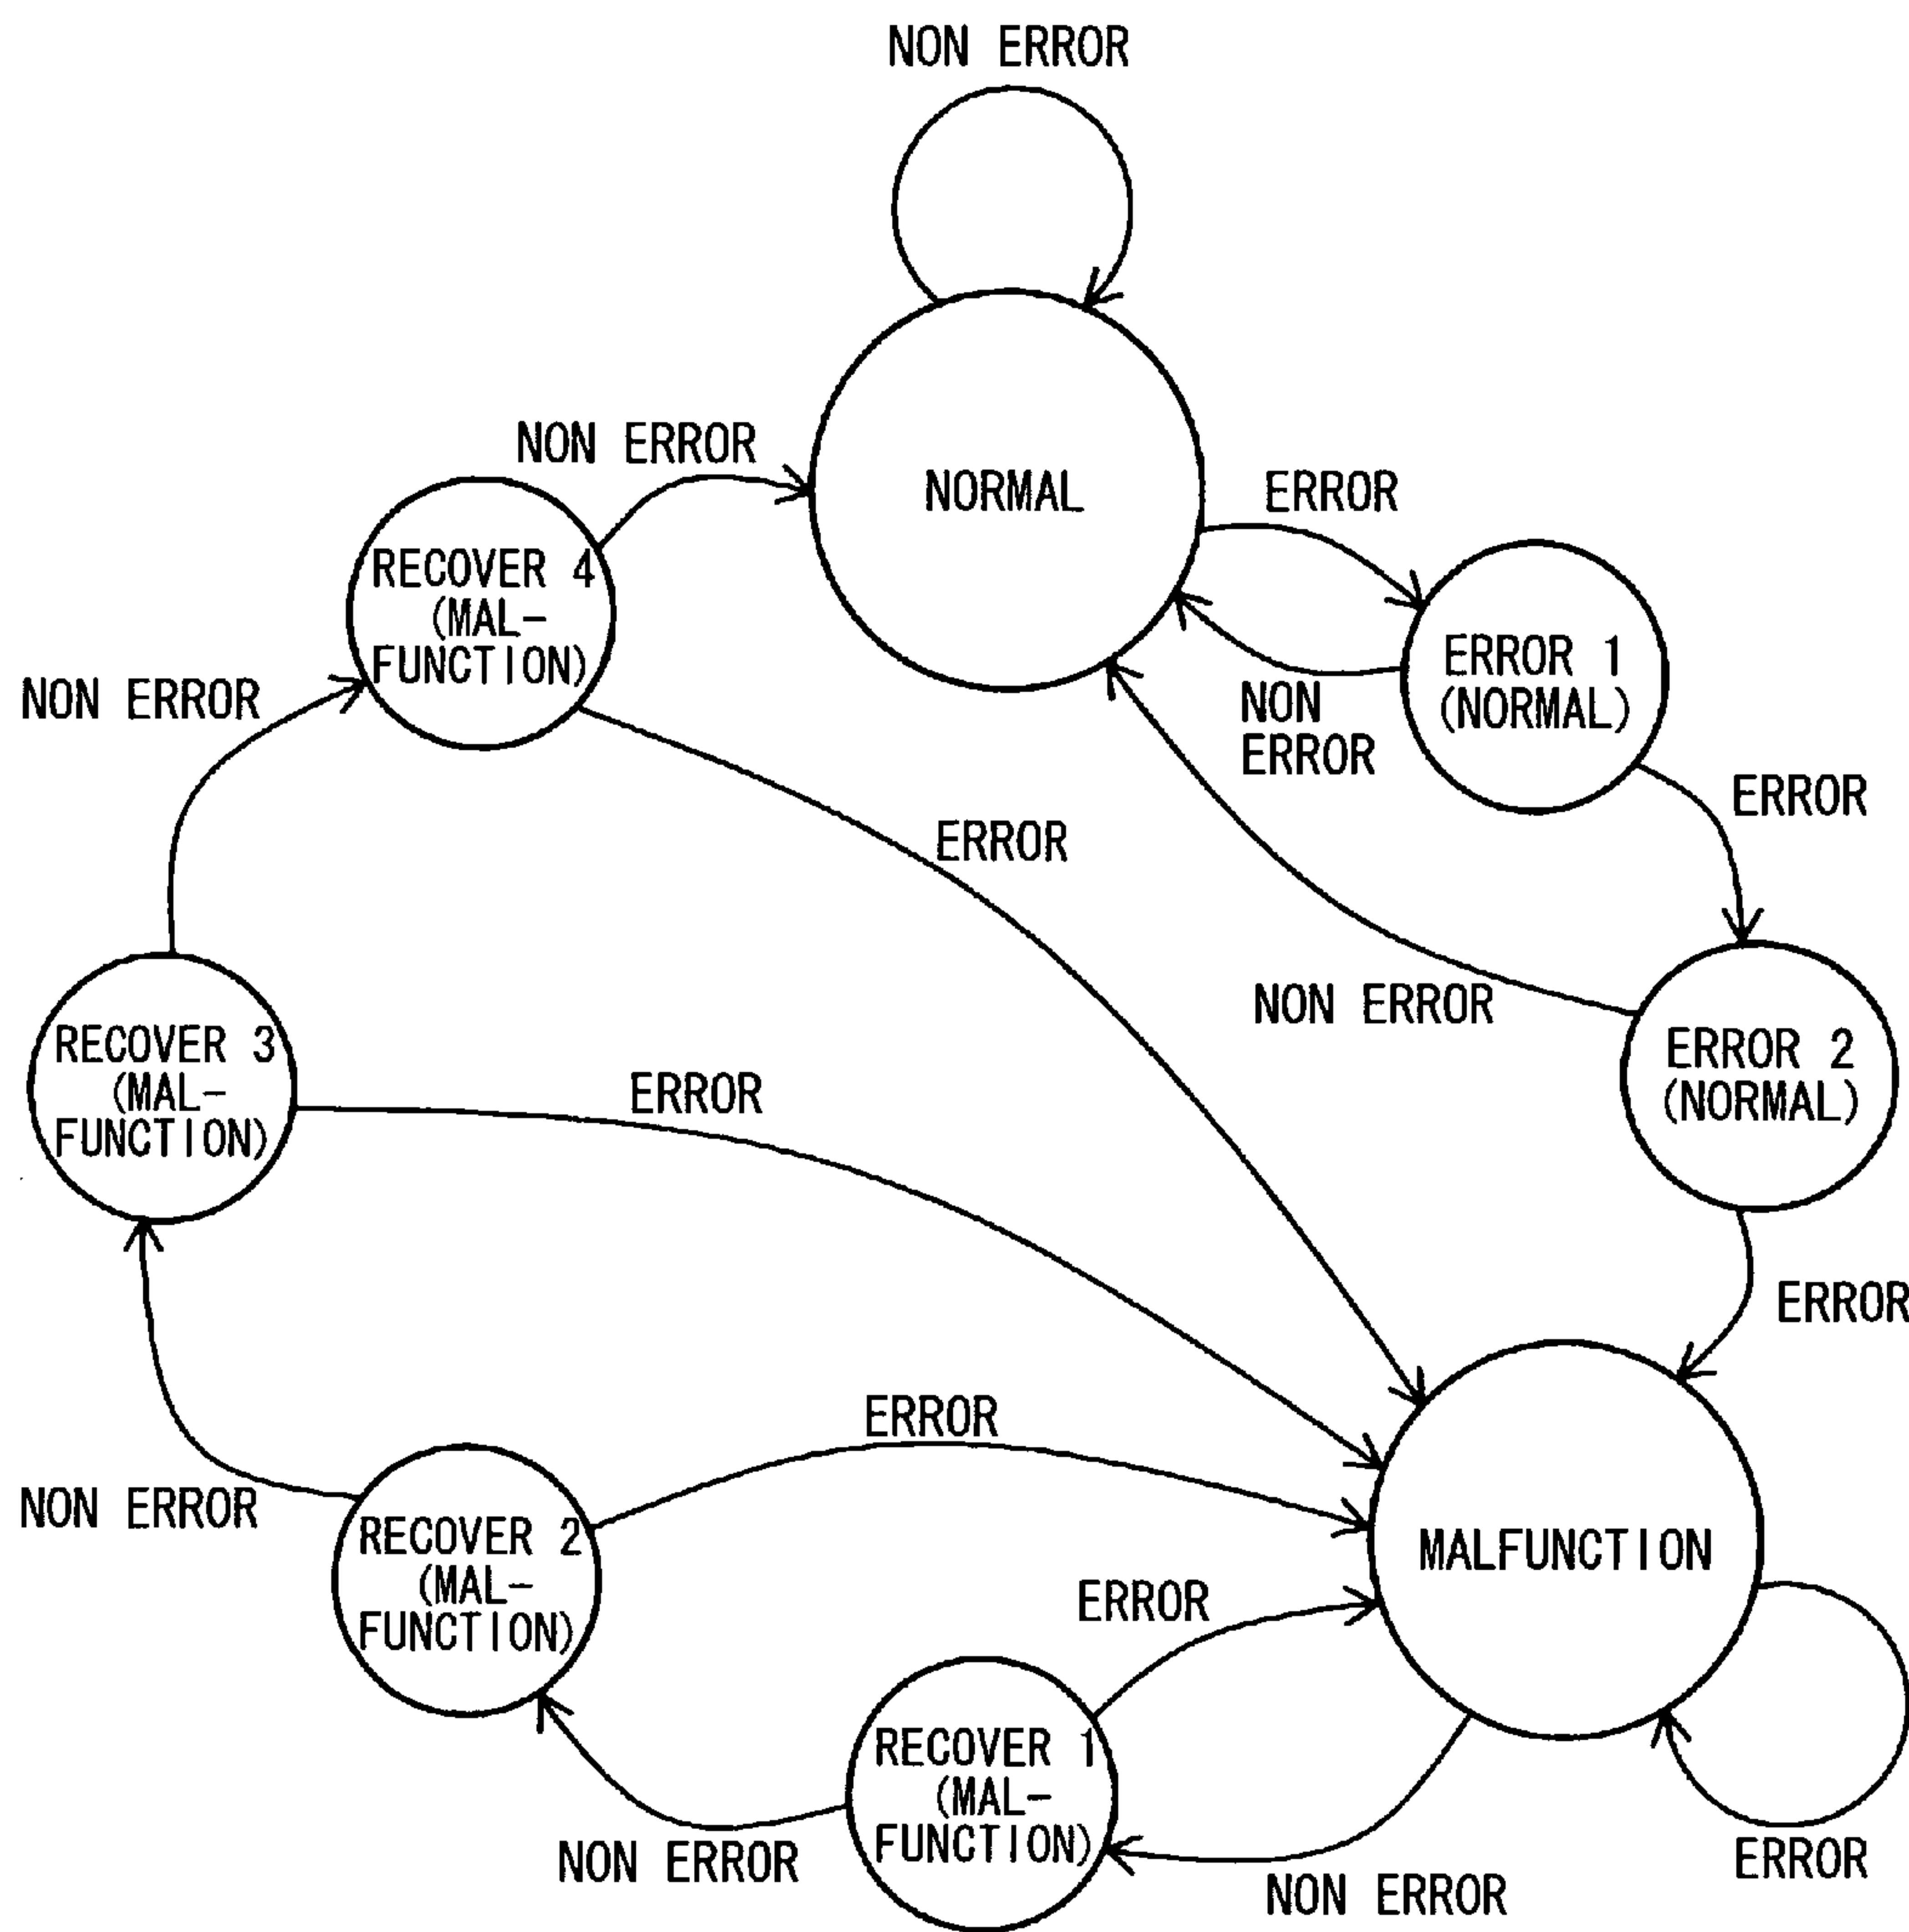 NON ERROR
NON ERROR
NORMAL
ERROR
RECOVER 4
(MAL-
FUNCTION)
ERROR 1
(NORMAL)
NON ERROR
NON
ERROR
ERROR
ERROR
NON ERROR
RECOVER 3
(MAL-
FUNCTION)
ERROR
ERROR 2
(NORMAL)
ERROR
ERROR
NON ERROR
RECOVER 2
(MAL-
FUNCTION)
MALFUNCTION
ERROR
RECOVER 1
(MAL-
FUNCTION)
NON ERROR
NON ERROR
ERROR